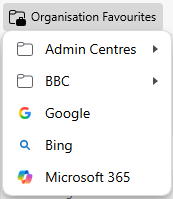 Organisation Favourites
Admin Centres
BBC
Google
Bing
Microsoft 365